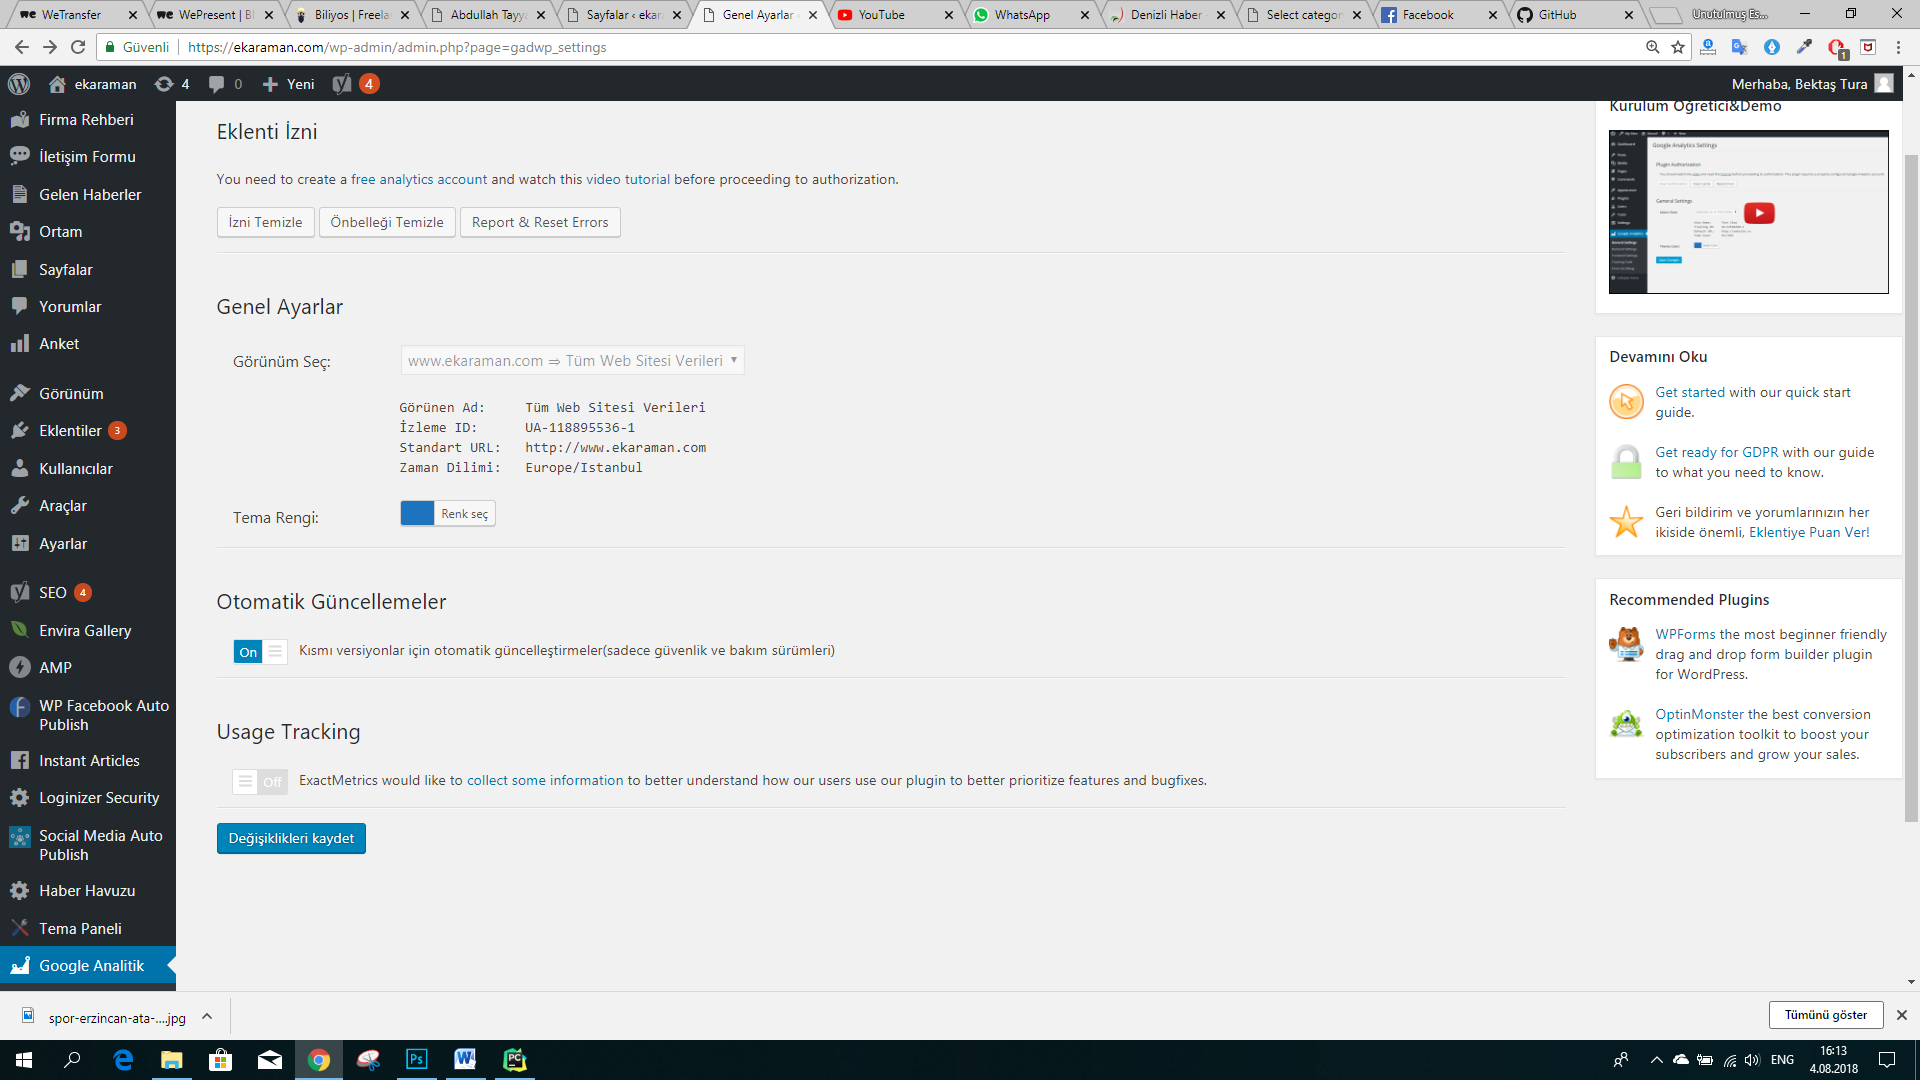 WeTransfer
WePresent | B
Biliyos | Freela
Abdullah Tayya
Sayfalar ‹ ekar
Genel Ayarlar ‹
YouTube
WhatsApp
Denizli Haber -
Select categor
Facebook
GitHub
Unutulmuş Es...
Güvenli
https://ekaraman.com/wp-admin/admin.php?page=gadwp_settings
1
ekaraman
4
0
Yeni
4
Merhaba, Bektaş Tura
Firma Rehberi
İletişim Formu
Gelen Haberler
Ortam
Sayfalar
Yorumlar
Anket
Görünüm
Eklentiler 3
Kullanıcılar
Araçlar
Ayarlar
SEO 4
Envira Gallery
AMP
WP Facebook Auto
Publish
Instant Articles
Loginizer Security
Social Media Auto
Publish
Haber Havuzu
Tema Paneli
Google Analitik
Eklenti İzni
You need to create a free analytics account and watch this video tutorial before proceeding to authorization.
İzni Temizle
Önbelleği Temizle
Report & Reset Errors
Genel Ayarlar
Görünüm Seç:
www.ekaraman.com ⇒ Tüm Web Sitesi Verileri
Görünen Ad: Tüm Web Sitesi Verileri
İzleme ID: UA-118895536-1
Standart URL: http://www.ekaraman.com
Zaman Dilimi: Europe/Istanbul
Tema Rengi:
Renk seç
Otomatik Güncellemeler
On
Kısmı versiyonlar için otomatik güncelleştirmeler(sadece güvenlik ve bakım sürümleri)
Usage Tracking
Off
ExactMetrics would like to collect some information to better understand how our users use our plugin to better prioritize features and bugfixes.
Değişiklikleri kaydet
Kurulum Öğretici&Demo
Google Analytics Settings
Plugin Authorization
General Settings
Devamını Oku
Get started with our quick start
guide.
Get ready for GDPR with our guide
to what you need to know.
Geri bildirim ve yorumlarınızın her
ikiside önemli, Eklentiye Puan Ver!
Recommended Plugins
WPForms the most beginner friendly
drag and drop form builder plugin
for WordPress.
OptinMonster the best conversion
optimization toolkit to boost your
subscribers and grow your sales.
spor-erzincan-ata-....jpg
Tümünü göster
Ps
PC
ENG
16:13
4.08.2018